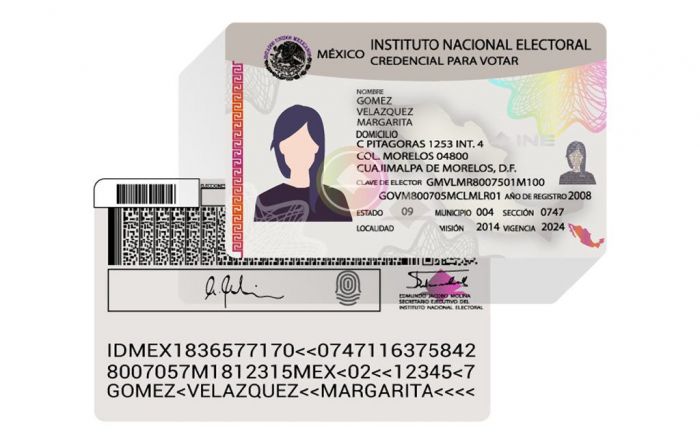 MÉXICO INSTITUTO NACIONAL ELECTORAL
CREDENCIAL PARA VOTAR
NOMBRE
GOMEZ
VELAZQUEZ
MARGARITA
DOMICILIO
C PITAGORAS 1253 INT. 4
COL. MORELOS 04800
CUAJIMALPA DE MORELOS, D.F.
INE
CLAVE DE ELECTOR GMVLMR8007501M100
GOVM800705MCLMLR01 AÑO DE REGISTRO 2008
ESTADO 09 MUNICIPIO 004 SECCIÓN 0747
LOCALIDAD MISIÓN 2014 VIGENCIA 2024
EDMUNDO JACOBO MOLINA
SECRETARIO EJECUTIVO DEL
INSTITUTO NACIONAL ELECTORAL
IDMEX1836577170<<0747116375842
8007057M1812315MEX<02<<12345<7
GOMEZ<VELAZQUEZ<<MARGARITA<<<<